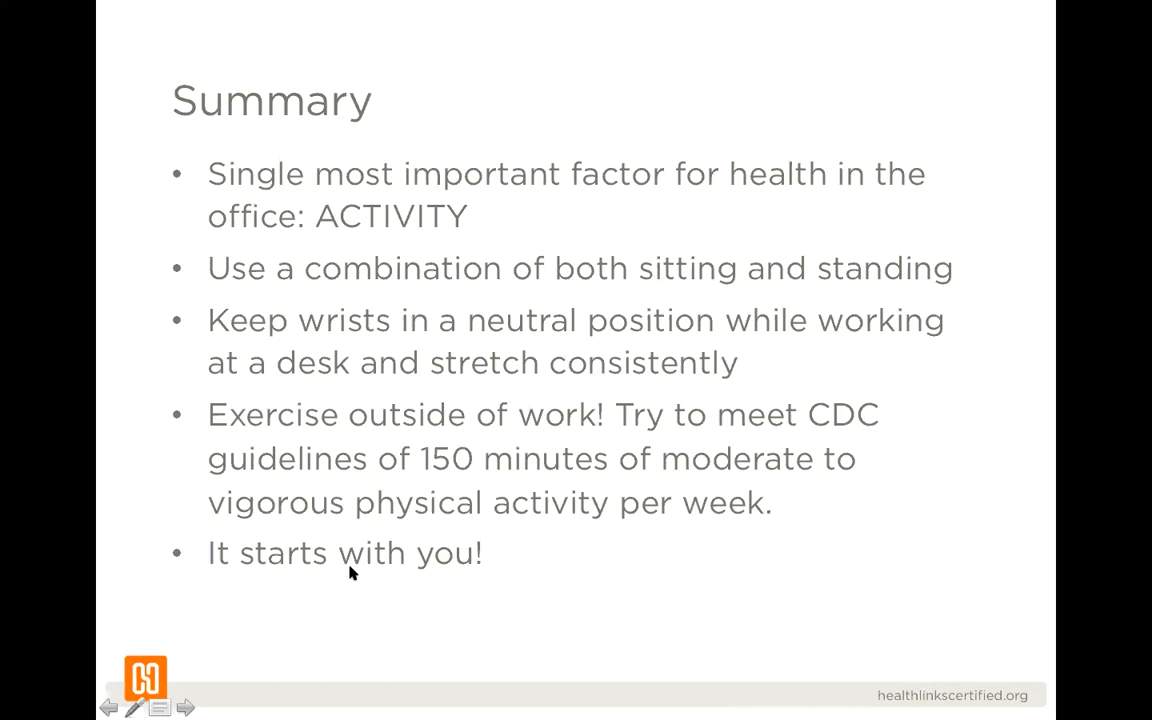 Summary
• Single most important factor for health in the
office: ACTIVITY
• Use a combination of both sitting and standing
• Keep wrists in a neutral position while working
at a desk and stretch consistently
• Exercise outside of work! Try to meet CDC
guidelines of 150 minutes of moderate to
vigorous physical activity per week.
• It starts with you!
healthlinkscertified.org